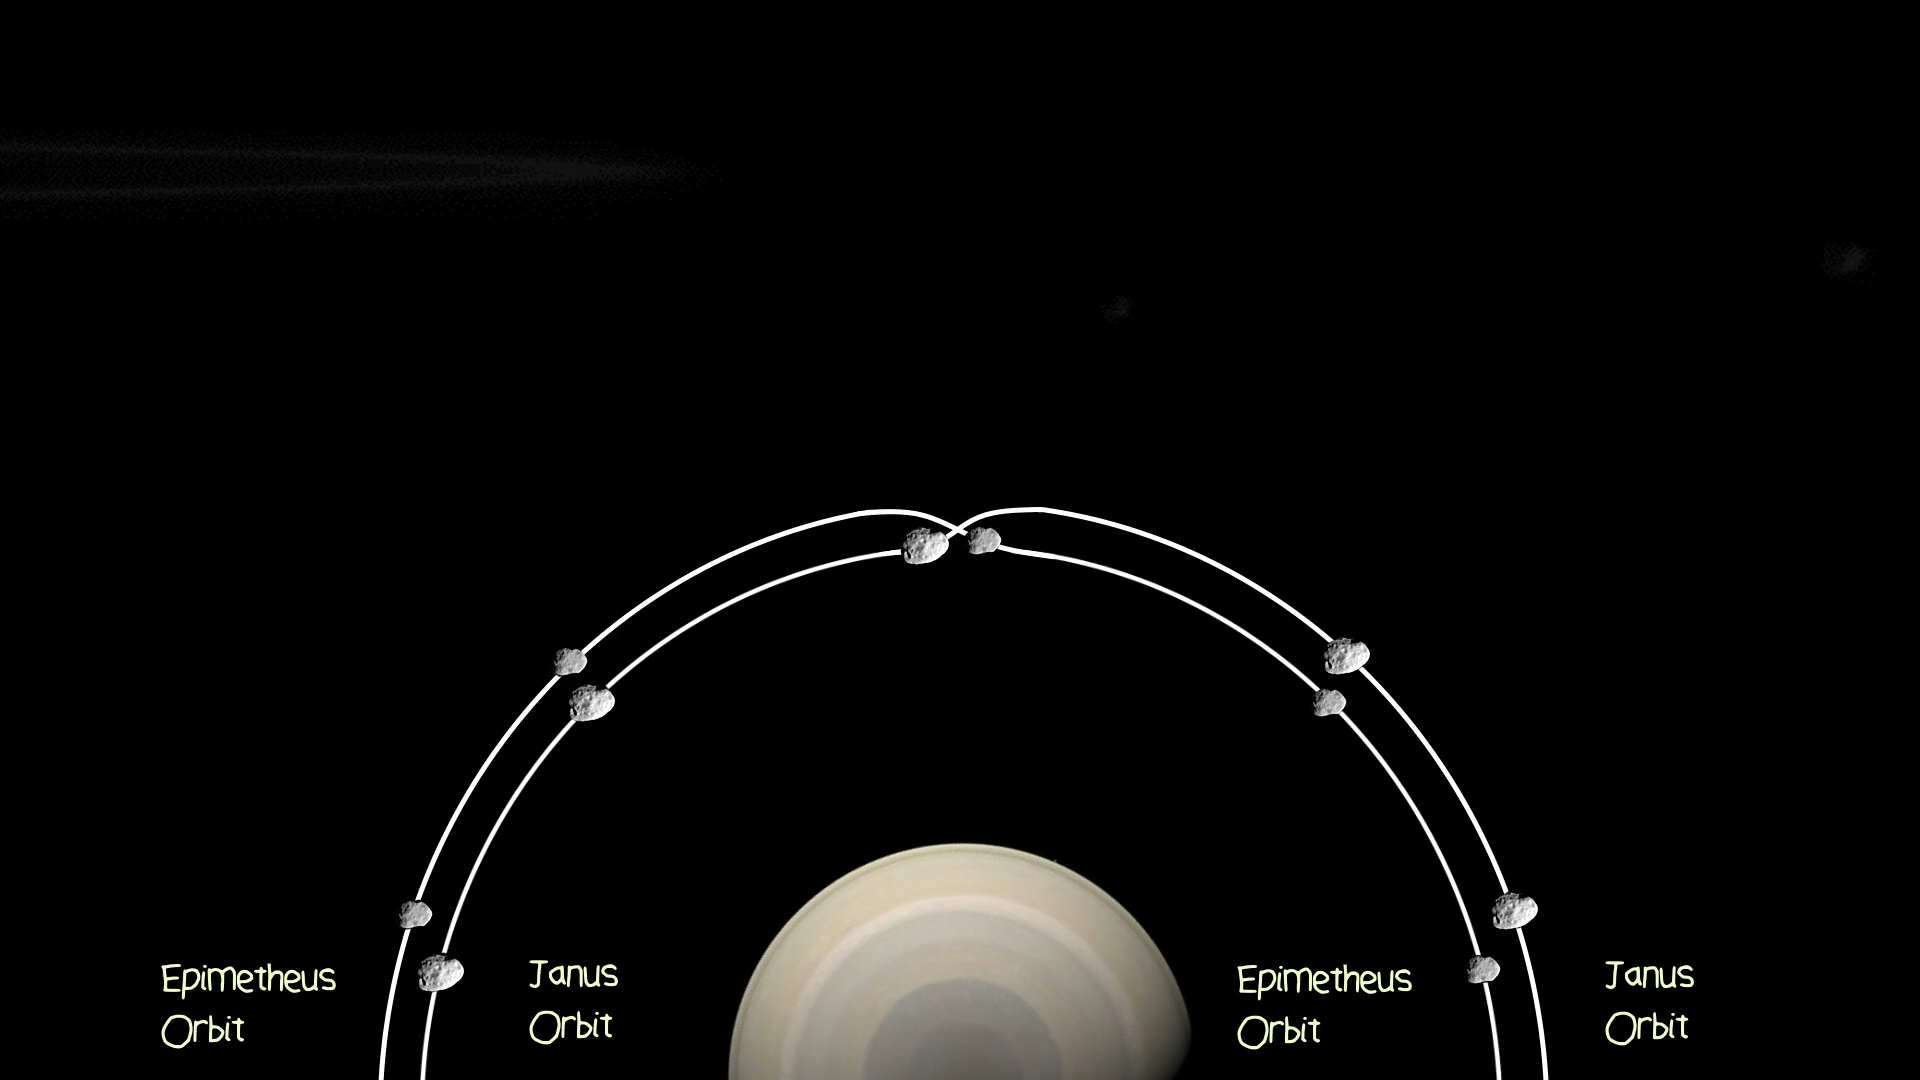 Epimetheus
Orbit
Janus
Orbit
Epimetheus
Orbit
Janus
Orbit